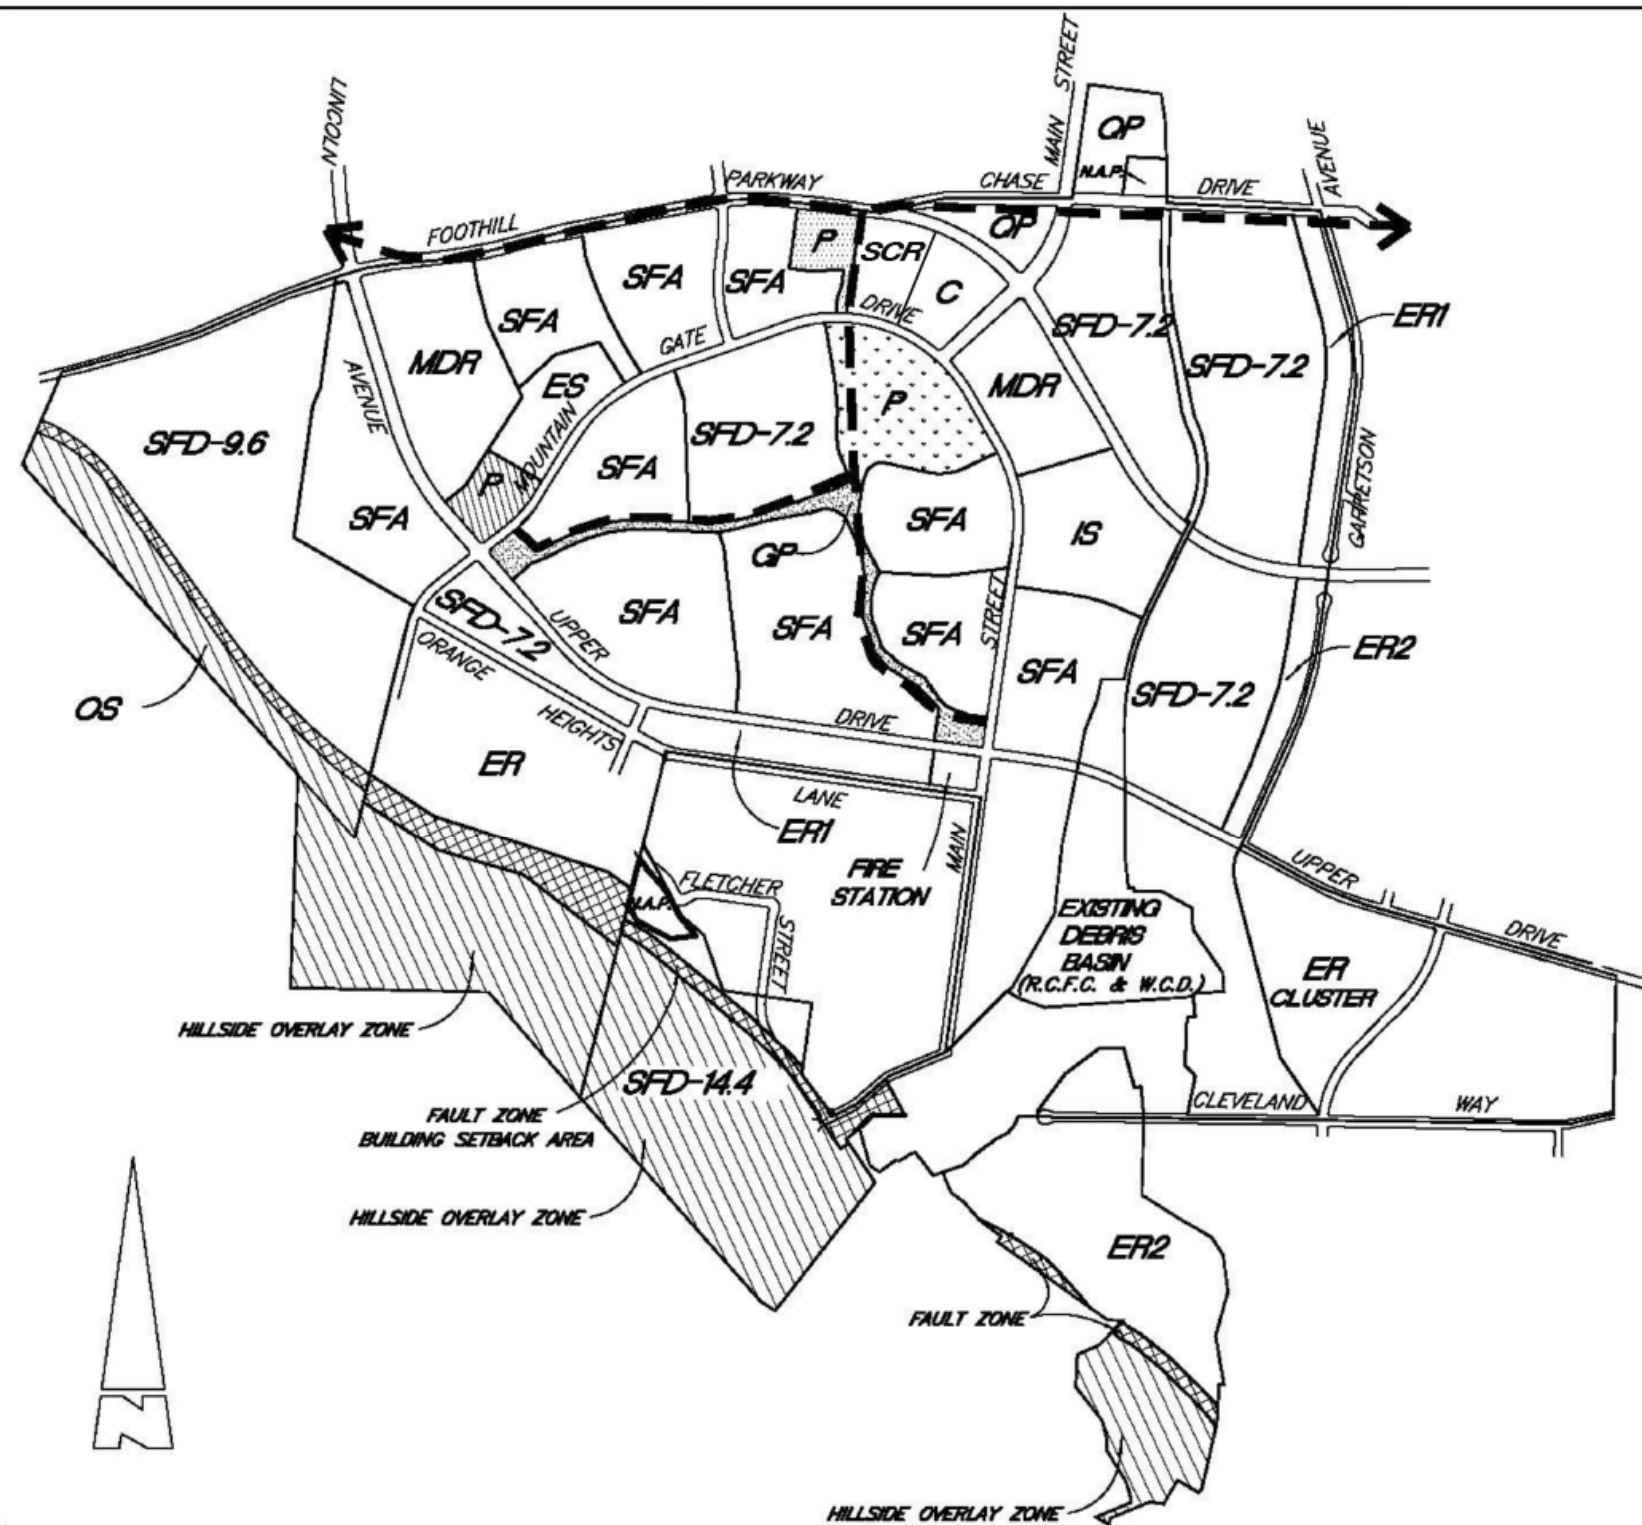 MAIN STREET
LINCOLN
AVENUE
QP
N.A.P.
PARKWAY
CHASE
DRIVE
AVENUE
FOOTHILL
QP
P
SCR
C
DRIVE
SFA
SFA
SFA
GATE
SFD-7.2
ER1
MDR
ES
AVENUE
MOUNTAIN
P
MDR
SFD-7.2
SFD-9.6
SFD-7.2
SFA
P
GARRETSON
SFA
SFA
IS
GP
SFD-7.2
ORANGE
UPPER
SFA
SFA
SFA
STREET
ER2
SFA
SFD-7.2
OS
HEIGHTS
DRIVE
ER
LANE
ER1
MAIN
FIRE
STATION
UPPER
FLETCHER
N.A.P.
STREET
EXISTING
DEBRIS
BASIN
(R.C.F.C. & W.C.D.)
DRIVE
ER
CLUSTER
HILLSIDE OVERLAY ZONE
SFD-14.4
FAULT ZONE
BUILDING SETBACK AREA
CLEVELAND
WAY
HILLSIDE OVERLAY ZONE
ER2
FAULT ZONE
N
HILLSIDE OVERLAY ZONE